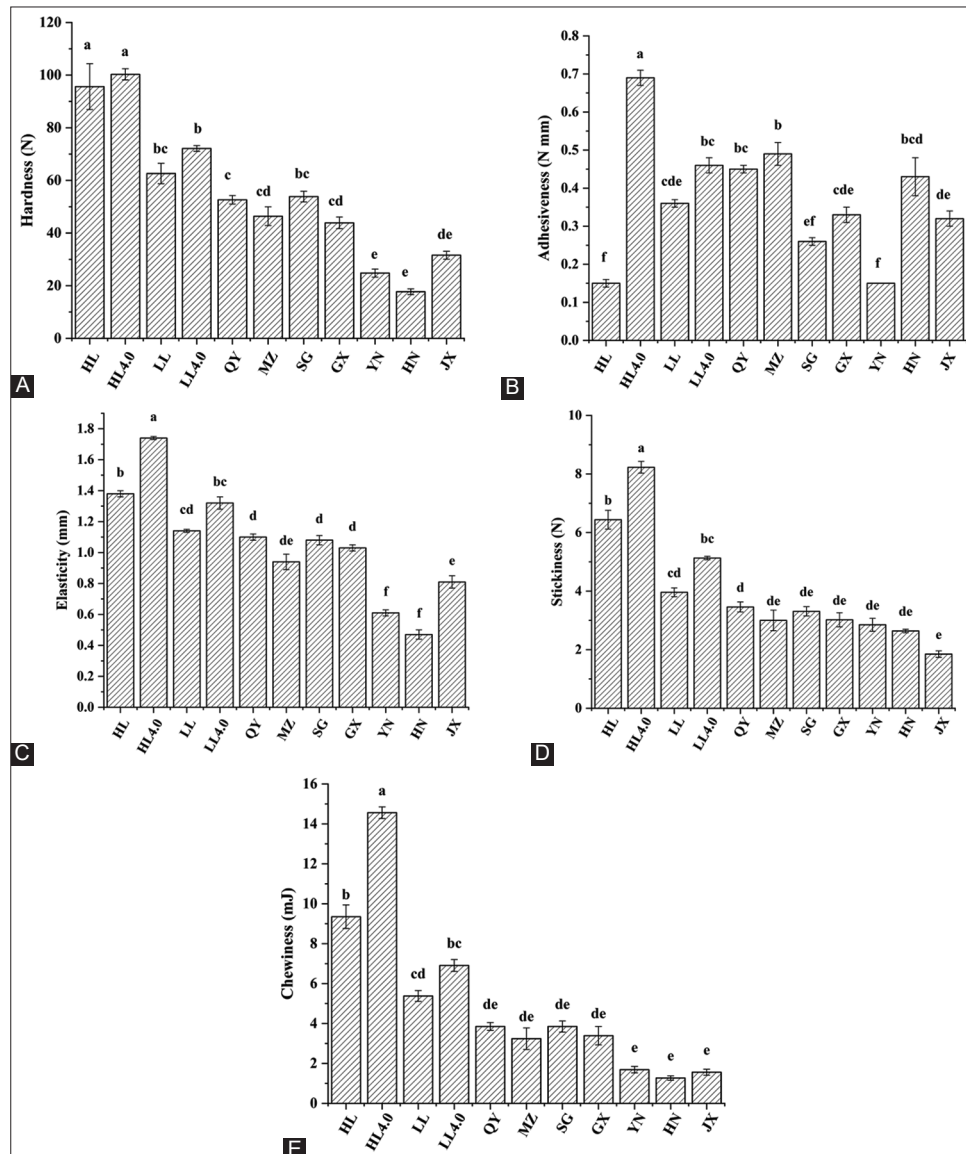 120
100
80
60
40
20
0
Hardness (N)
a
a
bc
b
c
cd
bc
cd
e
e
de
HL
HL4.0
LL
LL4.0
QY
MZ
SG
GX
YN
HN
JX
A
0.8
0.7
0.6
0.5
0.4
0.3
0.2
0.1
0.0
Adhesiveness (N mm)
f
a
cde
bc
bc
b
ef
cde
f
bcd
de
HL
HL4.0
LL
LL4.0
QY
MZ
SG
GX
YN
HN
JX
B
1.8
1.6
1.4
1.2
1.0
0.8
0.6
0.4
0.2
0.0
Elasticity (mm)
b
a
cd
bc
d
de
d
d
f
f
e
HL
HL4.0
LL
LL4.0
QY
MZ
SG
GX
YN
HN
JX
C
10
8
6
4
2
0
Stickiness (N)
b
a
cd
bc
d
de
de
de
de
de
e
HL
HL4.0
LL
LL4.0
QY
MZ
SG
GX
YN
HN
JX
D
16
14
12
10
8
6
4
2
0
Chewiness (mJ)
b
a
cd
bc
de
de
de
de
e
e
e
HL
HL4.0
LL
LL4.0
QY
MZ
SG
GX
YN
HN
JX
E